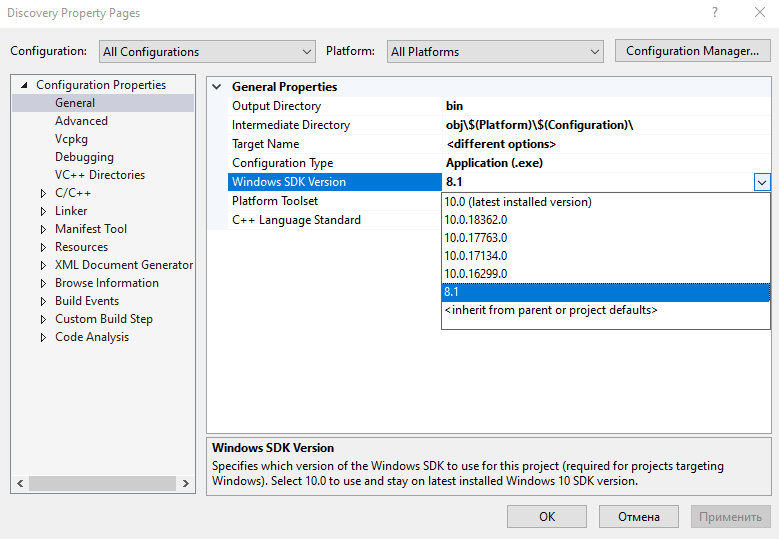 Discovery Property Pages
?
Configuration: All Configurations Platform: All Platforms Configuration Manager...
Configuration Properties
General
Advanced
Vcpkg
Debugging
VC++ Directories
C/C++
Linker
Manifest Tool
Resources
XML Document Generator
Browse Information
Build Events
Custom Build Step
Code Analysis
General Properties
Output Directory bin
Intermediate Directory obj\$(Platform)\$(Configuration)\
Target Name <different options>
Configuration Type Application (.exe)
Windows SDK Version 8.1
Platform Toolset
C++ Language Standard
10.0 (latest installed version)
10.0.18362.0
10.0.17763.0
10.0.17134.0
10.0.16299.0
8.1
<inherit from parent or project defaults>
Windows SDK Version
Specifies which version of the Windows SDK to use for this project (required for projects targeting
Windows). Select 10.0 to use and stay on latest installed Windows 10 SDK version.
OK Отмена Применить